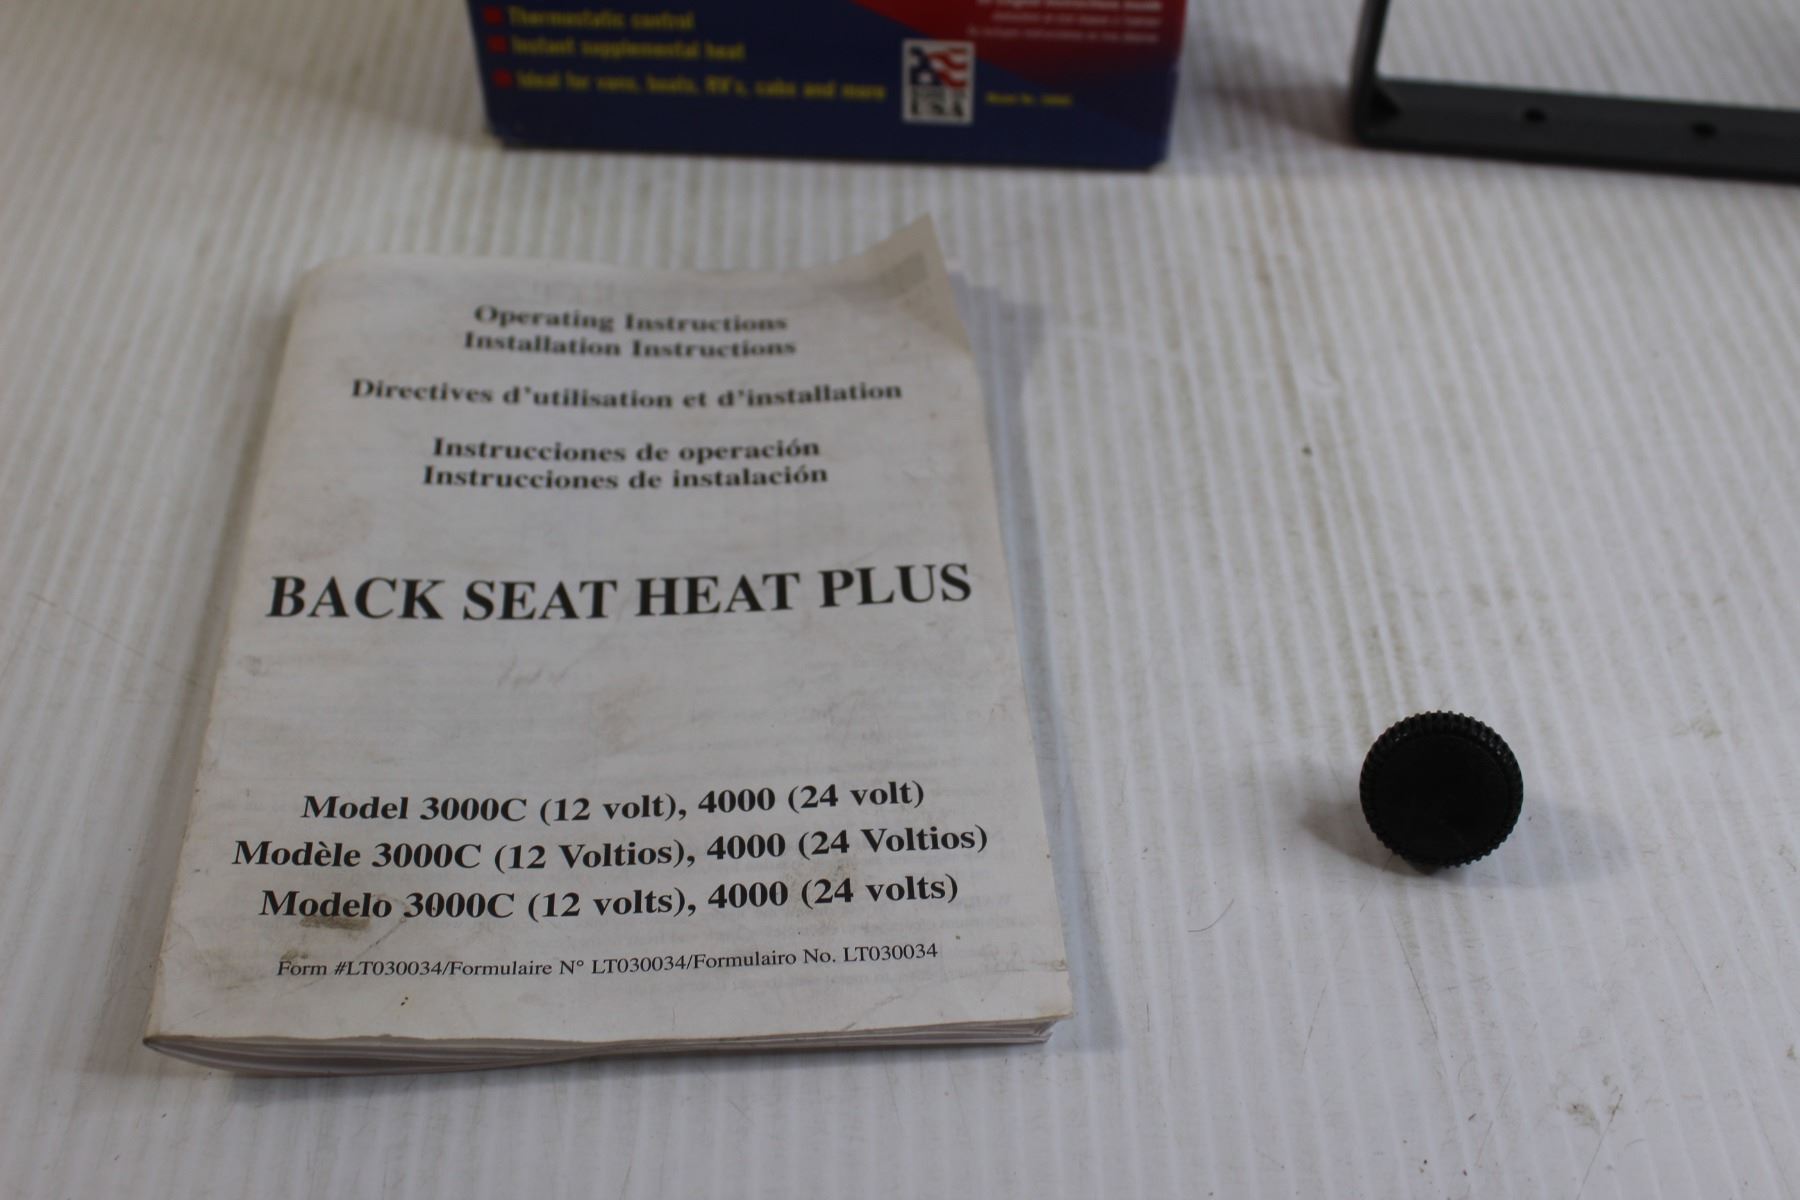 Thermostatic control
Instant supplemental heat
Ideal for vans, boats, RV's, cabs and more
USA
Operating Instructions
Installation Instructions
Directives d'utilisation et d'installation
Instrucciones de operación
Instrucciones de instalación
BACK SEAT HEAT PLUS
Model 3000C (12 volt), 4000 (24 volt)
Modèle 3000C (12 Voltios), 4000 (24 Voltios)
Modelo 3000C (12 volts), 4000 (24 volts)
Form #LT030034/Formulaire N° LT030034/Formulairo No. LT030034